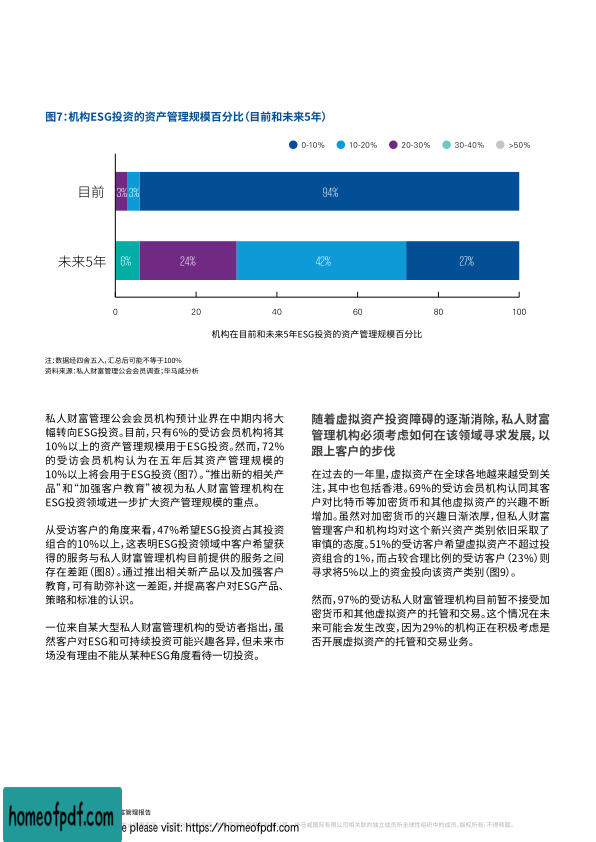 图7：机构ESG投资的资产管理规模百分比（目前和未来5年）
0-10% 10-20% 20-30% 30-40% >50%
目前 3% 3% 94%
未来5年 6% 24% 42% 27%
0 20 40 60 80 100
机构在目前和未来5年ESG投资的资产管理规模百分比
注：数据经四舍五入，汇总后可能不等于100%
资料来源：私人财富管理公会会员调查；毕马威分析
私人财富管理公会会员机构预计业界在中期内将大
幅转向ESG投资。目前，只有6%的受访会员机构将其
10%以上的资产管理规模用于ESG投资。然而，72%
的受访会员机构认为在五年后其资产管理规模的
10%以上将会用于ESG投资（图7）。“推出新的相关产
品”和“加强客户教育”被视为私人财富管理机构在
ESG投资领域进一步扩大资产管理规模的重点。
从受访客户的角度来看，47%希望ESG投资占其投资
组合的10%以上，这表明ESG投资领域中客户希望获
得的服务与私人财富管理机构目前提供的服务之间
存在差距（图8）。通过推出相关新产品以及加强客户
教育，可有助弥补这一差距，并提高客户对ESG产品、
策略和标准的认识。
一位来自某大型私人财富管理机构的受访者指出，虽
然客户对ESG和可持续投资可能兴趣各异，但未来市
场没有理由不能从某种ESG角度看待一切投资。
随着虚拟资产投资障碍的逐渐消除，私人财富
管理机构必须考虑如何在该领域寻求发展，以
跟上客户的步伐
在过去的一年里，虚拟资产在全球各地越来越受到关
注，其中也包括香港。69%的受访会员机构认同其客
户对比特币等加密货币和其他虚拟资产的兴趣不断
增加。虽然对加密货币的兴趣日渐浓厚，但私人财富
管理客户和机构均对这个新兴资产类别依旧采取了
审慎的态度。51%的受访客户希望虚拟资产不超过投
资组合的1%，而占较合理比例的受访客户（23%）则
寻求将5%以上的资金投向该资产类别（图9）。
然而，97%的受访私人财富管理机构目前暂不接受加
密货币和其他虚拟资产的托管和交易。这个情况在未
来可能会发生改变，因为29%的机构正在积极考虑是
否开展虚拟资产的托管和交易业务。
富管理报告
homeofpdf.com
e please visit: https://homeofpdf.com
马威国际有限公司相关联的独立成员所全球性组织中的成员。版权所有，不得转载。